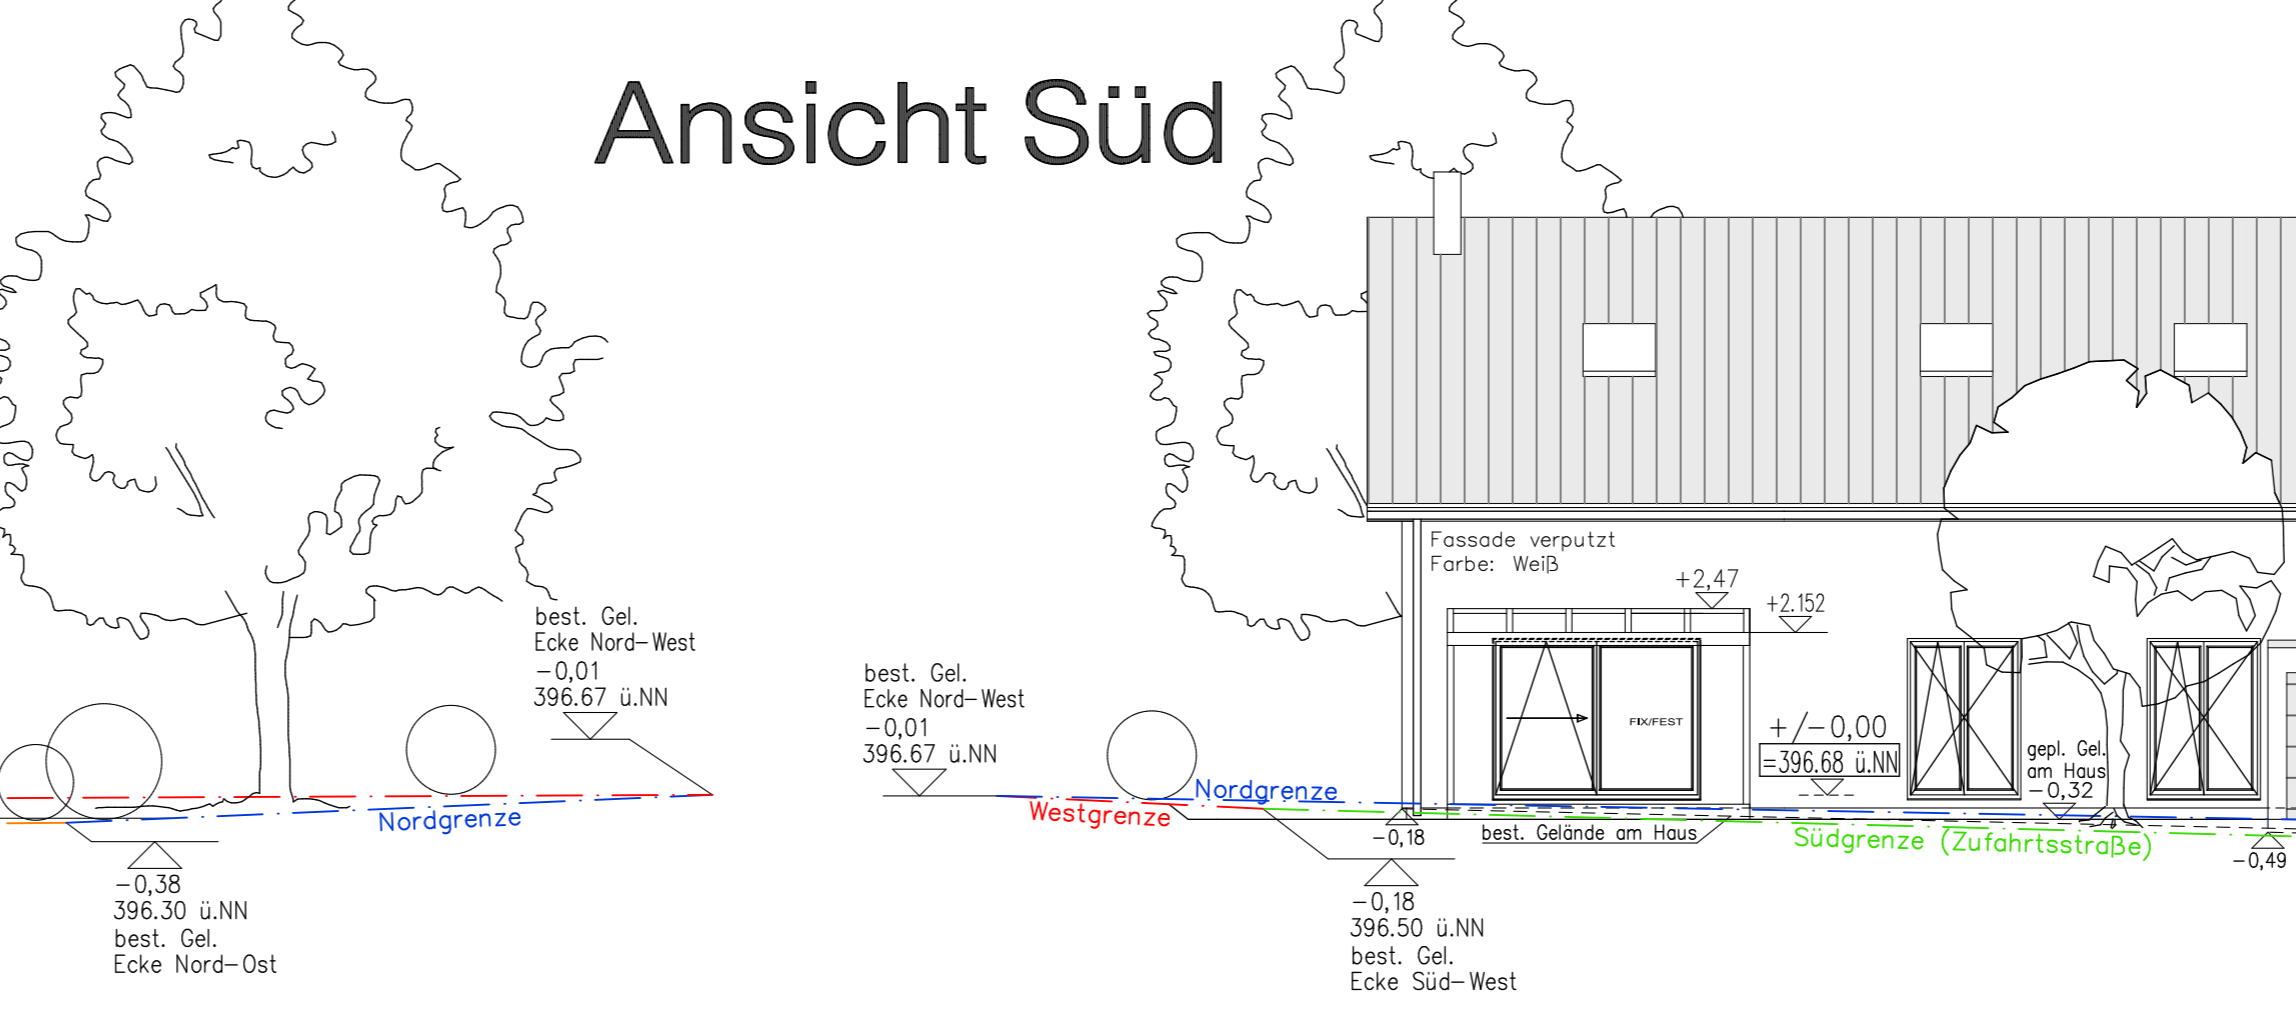 Ansicht Süd
best. Gel.
Ecke Nord-West
-0,01
396.67 ü.NN
Nordgrenze
-0,38
396.30 ü.NN
best. Gel.
Ecke Nord-Ost
best. Gel.
Ecke Nord-West
-0,01
396.67 ü.NN
Nordgrenze
Westgrenze
Fassade verputzt
Farbe: Weiß
+2,47
+2.152
FIX/FEST
+/-0,00
=396.68 ü.NN
gepl. Gel.
am Haus
-0,32
-0,18
best. Gelände am Haus
Südgrenze (Zufahrtsstraße)
-0,49
-0,18
396.50 ü.NN
best. Gel.
Ecke Süd-West